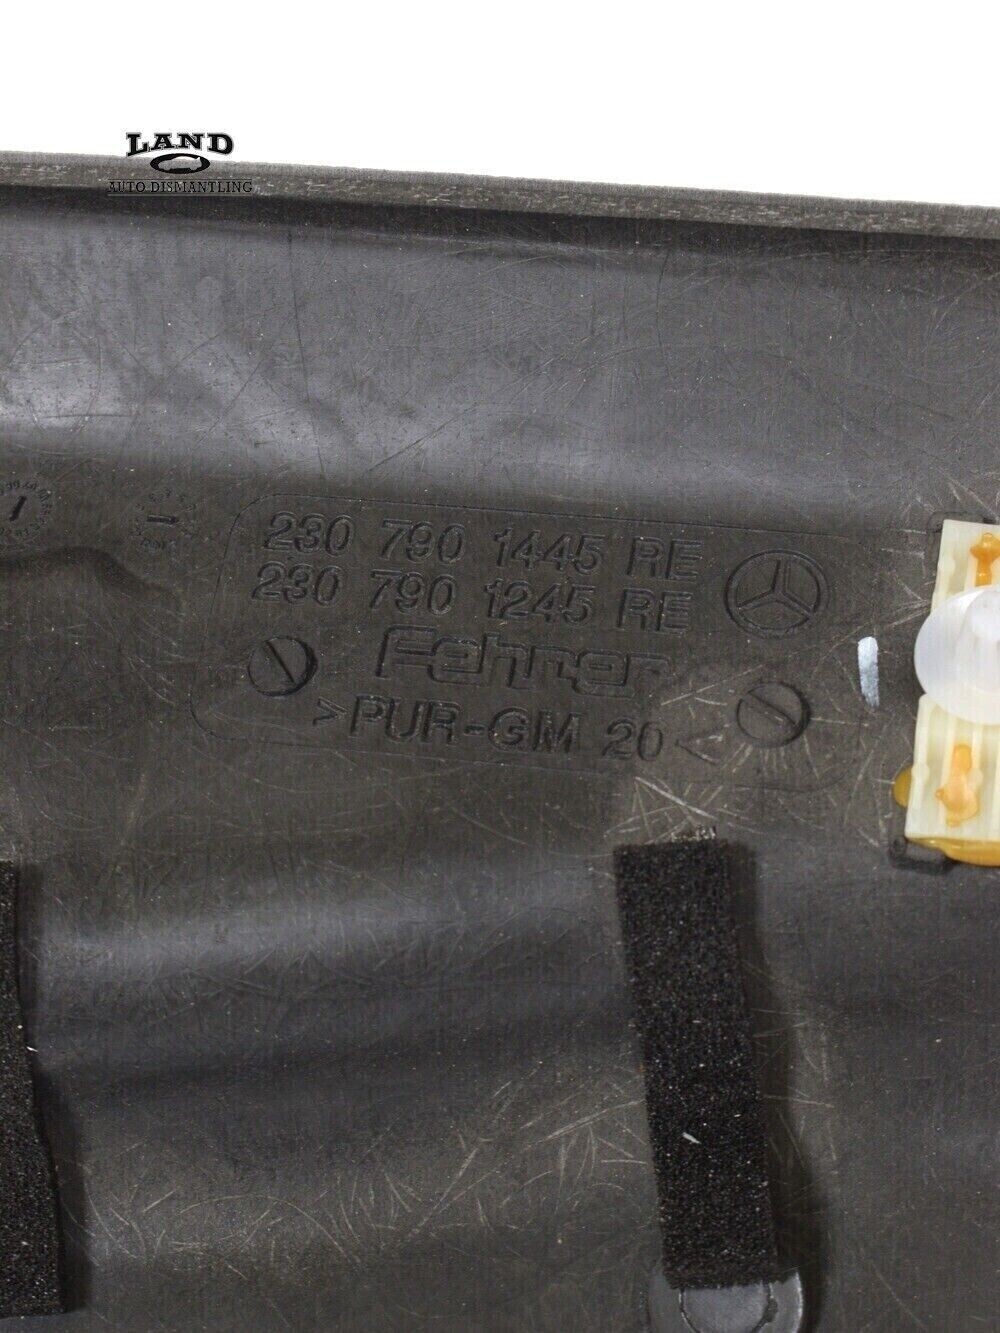 LAND
AUTO DISMANTLING
230 790 1445 RE
230 790 1245 RE
Fehrer
>PUR-GM 20<